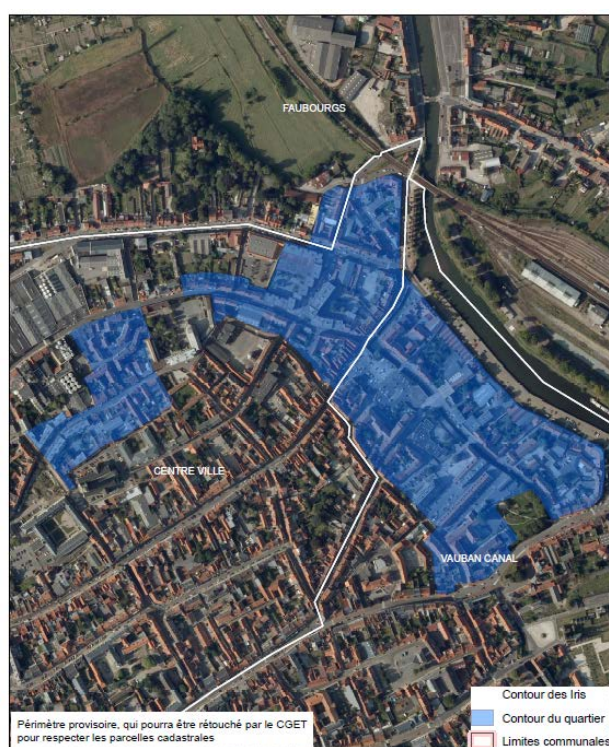 FAUBOURGS
CENTRE VILLE
VAUBAN CANAL
Périmètre provisoire, qui pourra être rétouché par le CGET
pour respecter les parcelles cadastrales
Contour des Iris
Contour du quartier
Limites communales